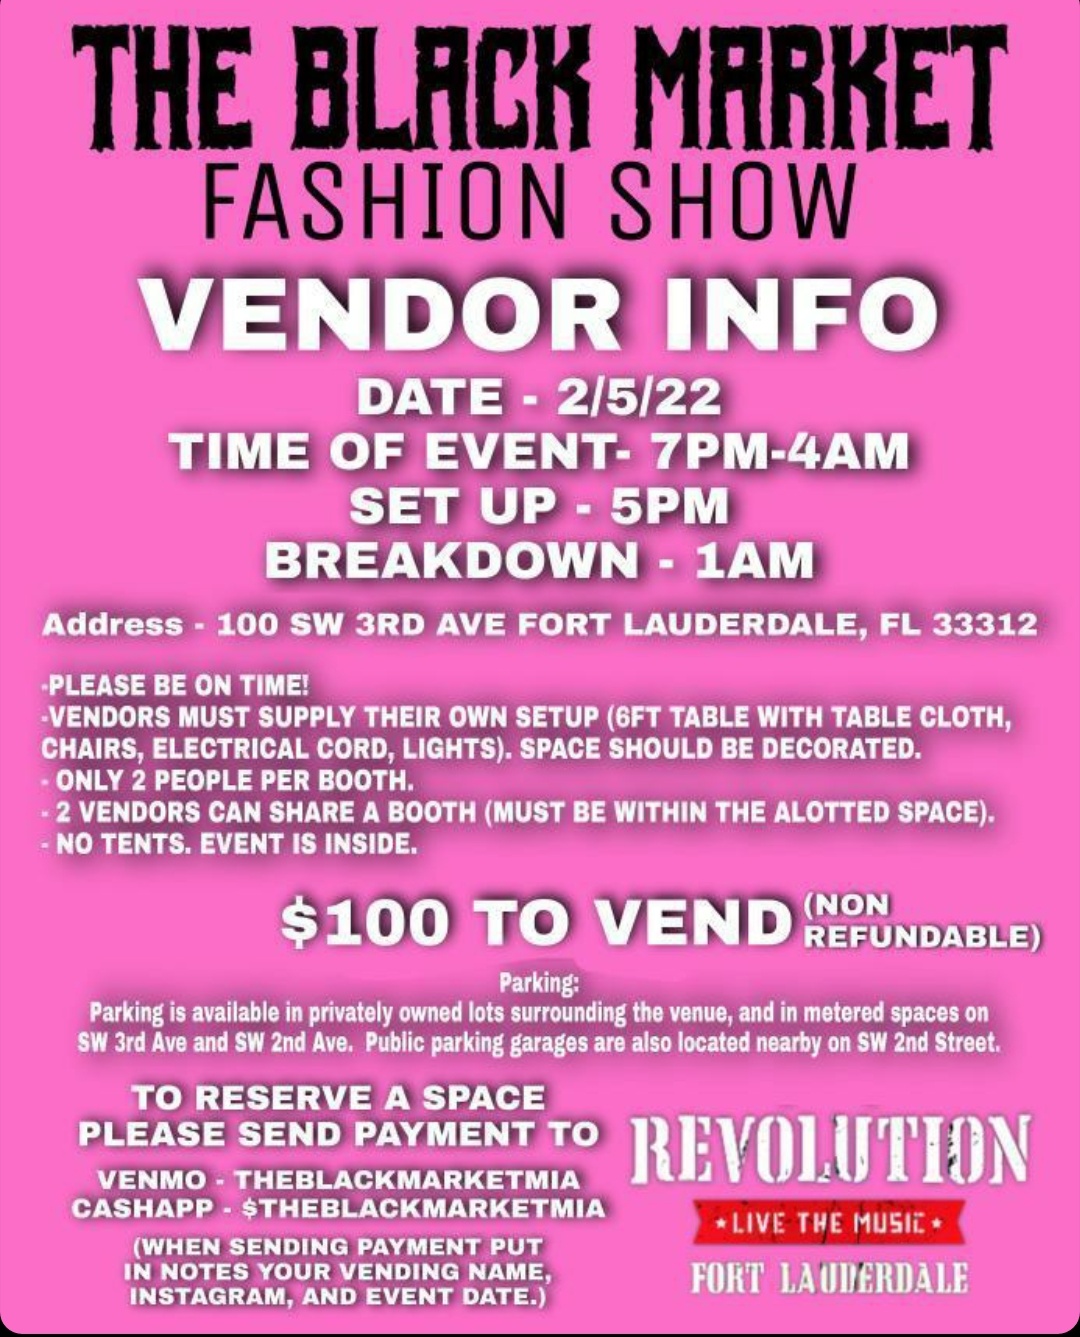 THE BLACK MARKET
FASHION SHOW
VENDOR INFO
DATE - 2/5/22
TIME OF EVENT- 7PM-4AM
SET UP - 5PM
BREAKDOWN - 1AM
Address - 100 SW 3RD AVE FORT LAUDERDALE, FL 33312
-PLEASE BE ON TIME!
-VENDORS MUST SUPPLY THEIR OWN SETUP (6FT TABLE WITH TABLE CLOTH,
CHAIRS, ELECTRICAL CORD, LIGHTS). SPACE SHOULD BE DECORATED.
- ONLY 2 PEOPLE PER BOOTH.
- 2 VENDORS CAN SHARE A BOOTH (MUST BE WITHIN THE ALOTTED SPACE).
- NO TENTS. EVENT IS INSIDE.
$100 TO VEND (NON
REFUNDABLE)
Parking:
Parking is available in privately owned lots surrounding the venue, and in metered spaces on
SW 3rd Ave and SW 2nd Ave. Public parking garages are also located nearby on SW 2nd Street.
TO RESERVE A SPACE
PLEASE SEND PAYMENT TO
VENMO - THEBLACKMARKETMIA
CASHAPP - $THEBLACKMARKETMIA
(WHEN SENDING PAYMENT PUT
IN NOTES YOUR VENDING NAME,
INSTAGRAM, AND EVENT DATE.)
REVOLUTION
★LIVE THE MUSIC★
FORT LAUDERDALE